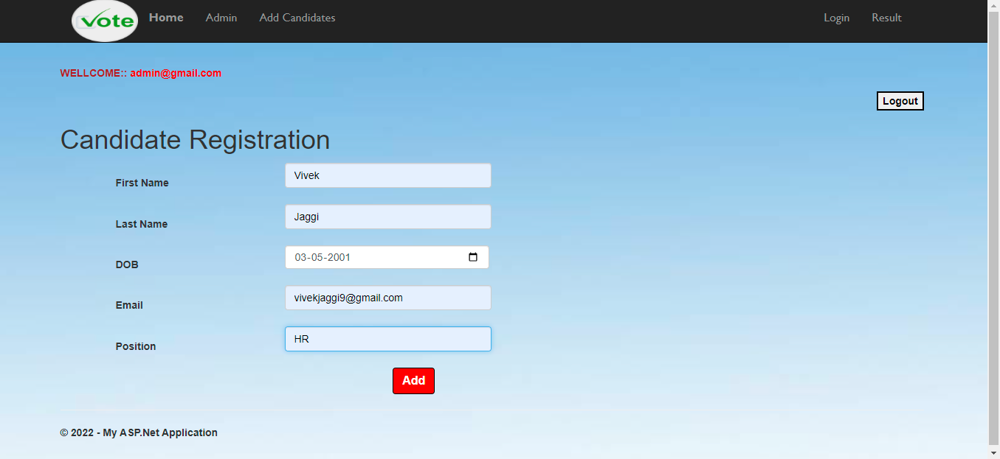 Vote Home Admin Add Candidates Login Result
WELLCOME:: admin@gmail.com
Logout
Candidate Registration
First Name Vivek
Last Name Jaggi
DOB 03-05-2001
Email vivekjaggi9@gmail.com
Position HR
Add
© 2022 - My ASP.Net Application